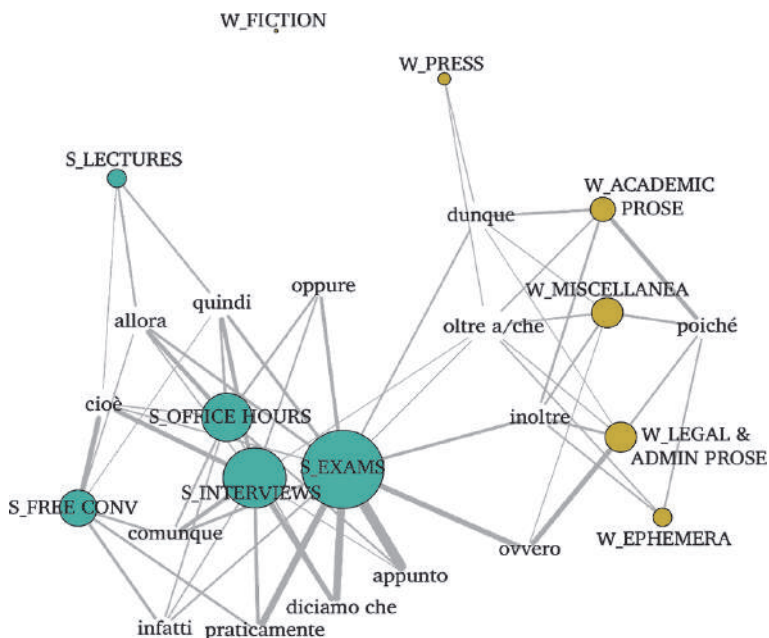 W_FICTION
W_PRESS
S_LECTURES
W_ACADEMIC
PROSE
dunque
oppure
quindi
allora
W_MISCELLANEA
oltre a/che
poiché
cioè
S_OFFICE HOURS
inoltre
W_LEGAL &
ADMIN PROSE
S_EXAMS
S_INTERVIEWS
S_FREE CONV
comunque
W_EPHEMERA
ovvero
appunto
diciamo che
infatti
praticamente